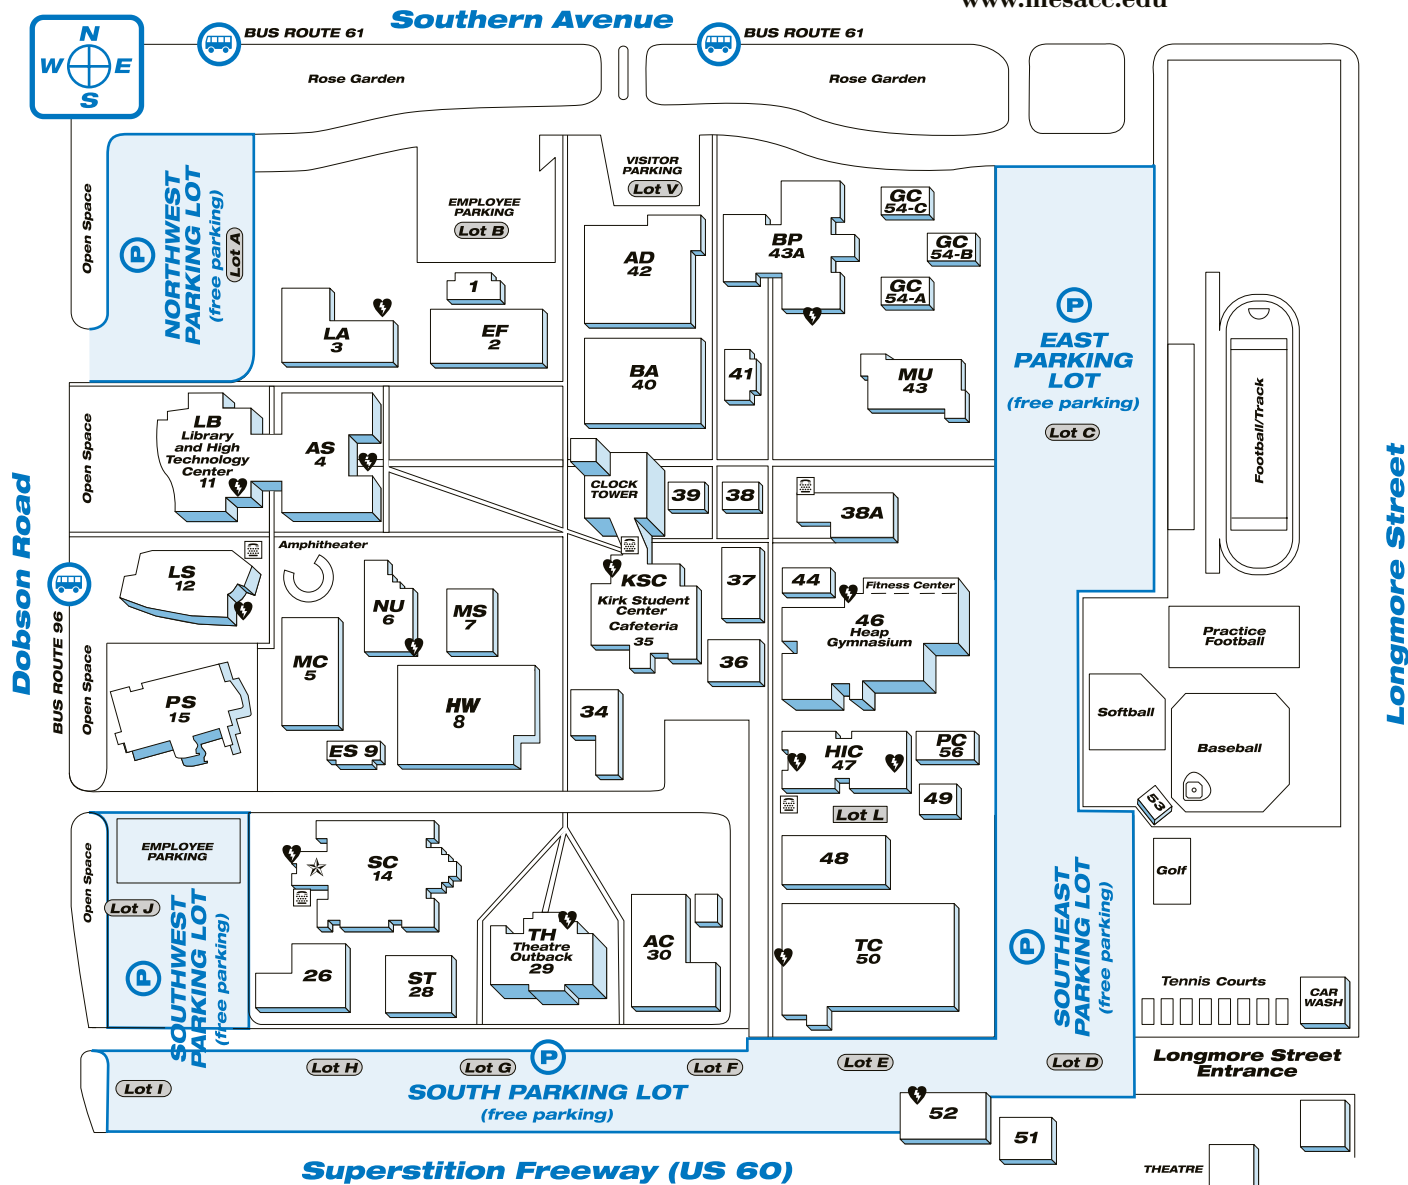 www.mesacc.edu
Southern Avenue
N
W E
S
BUS ROUTE 61
BUS ROUTE 61
Rose Garden
Rose Garden
Open Space
P
NORTHWEST
PARKING LOT
(free parking)
Lot A
EMPLOYEE
PARKING
Lot B
VISITOR
PARKING
Lot V
1
LA
3
EF
2
AD
42
BA
40
BP
43A
GC
54-C
GC
54-B
GC
54-A
41
MU
43
P
EAST
PARKING
LOT
(free parking)
Lot C
Football/Track
Longmore Street
Dobson Road
Open Space
LB
Library
and High
Technology
Center
11
AS
4
CLOCK
TOWER
39
38
38A
BUS ROUTE 96
LS
12
Amphitheater
NU
6
MS
7
KSC
Kirk Student
Center
Cafeteria
35
37
36
44
Fitness Center
46
Heap
Gymnasium
Practice
Football
Softball
Baseball
53
Open Space
PS
15
MC
5
ES 9
HW
8
34
HIC
47
PC
56
49
Lot L
48
Golf
Open Space
EMPLOYEE
PARKING
Lot J
P
SOUTHWEST
PARKING LOT
(free parking)
SC
14
26
ST
28
TH
Theatre
Outback
29
AC
30
TC
50
P
SOUTHEAST
PARKING LOT
(free parking)
Tennis Courts
CAR
WASH
Lot I
Lot H
Lot G
P
Lot F
Lot E
Lot D
SOUTH PARKING LOT
(free parking)
Longmore Street
Entrance
52
51
THEATRE
Superstition Freeway (US 60)